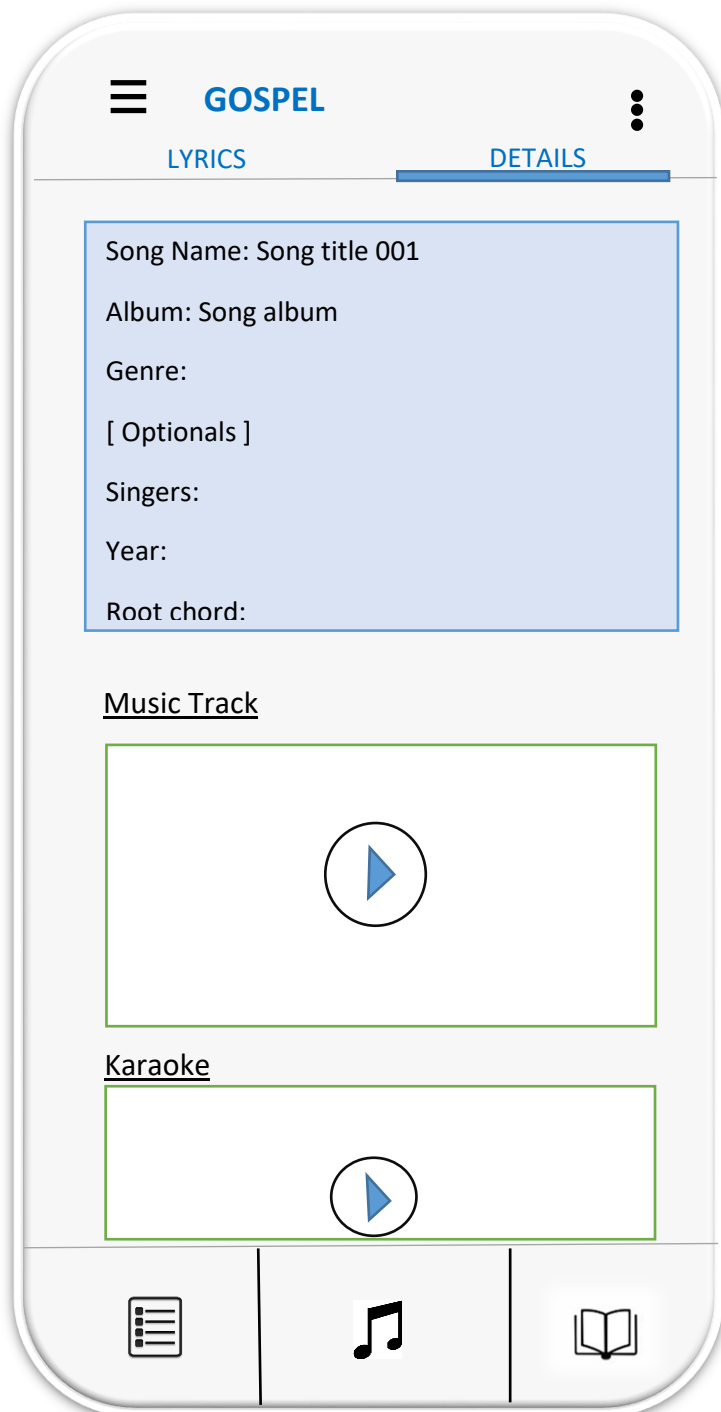 GOSPEL
LYRICS DETAILS
Song Name: Song title 001
Album: Song album
Genre:
[ Optionals ]
Singers:
Year:
Root chord:
Music Track
Karaoke